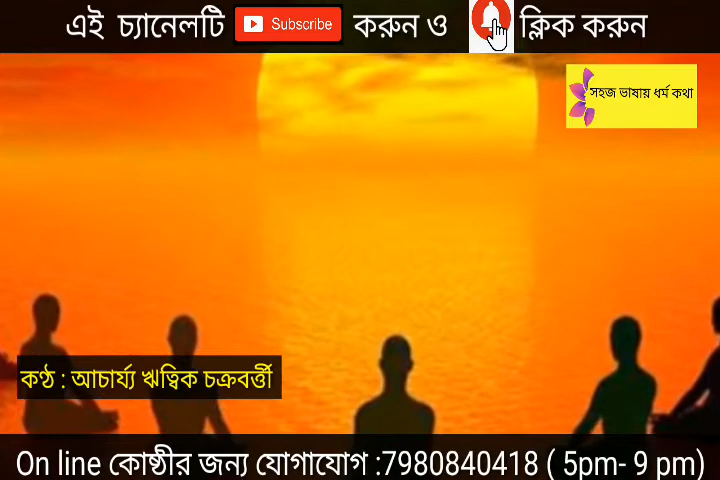 এই চ্যানেলটি Subscribe করুন ও ক্লিক করুন
সহজ ভাষায় ধর্ম কথা
কণ্ঠ : আচার্য্য ঋত্বিক চক্রবর্ত্তী
On line কোষ্ঠীর জন্য যোগাযোগ :7980840418 ( 5pm- 9 pm)